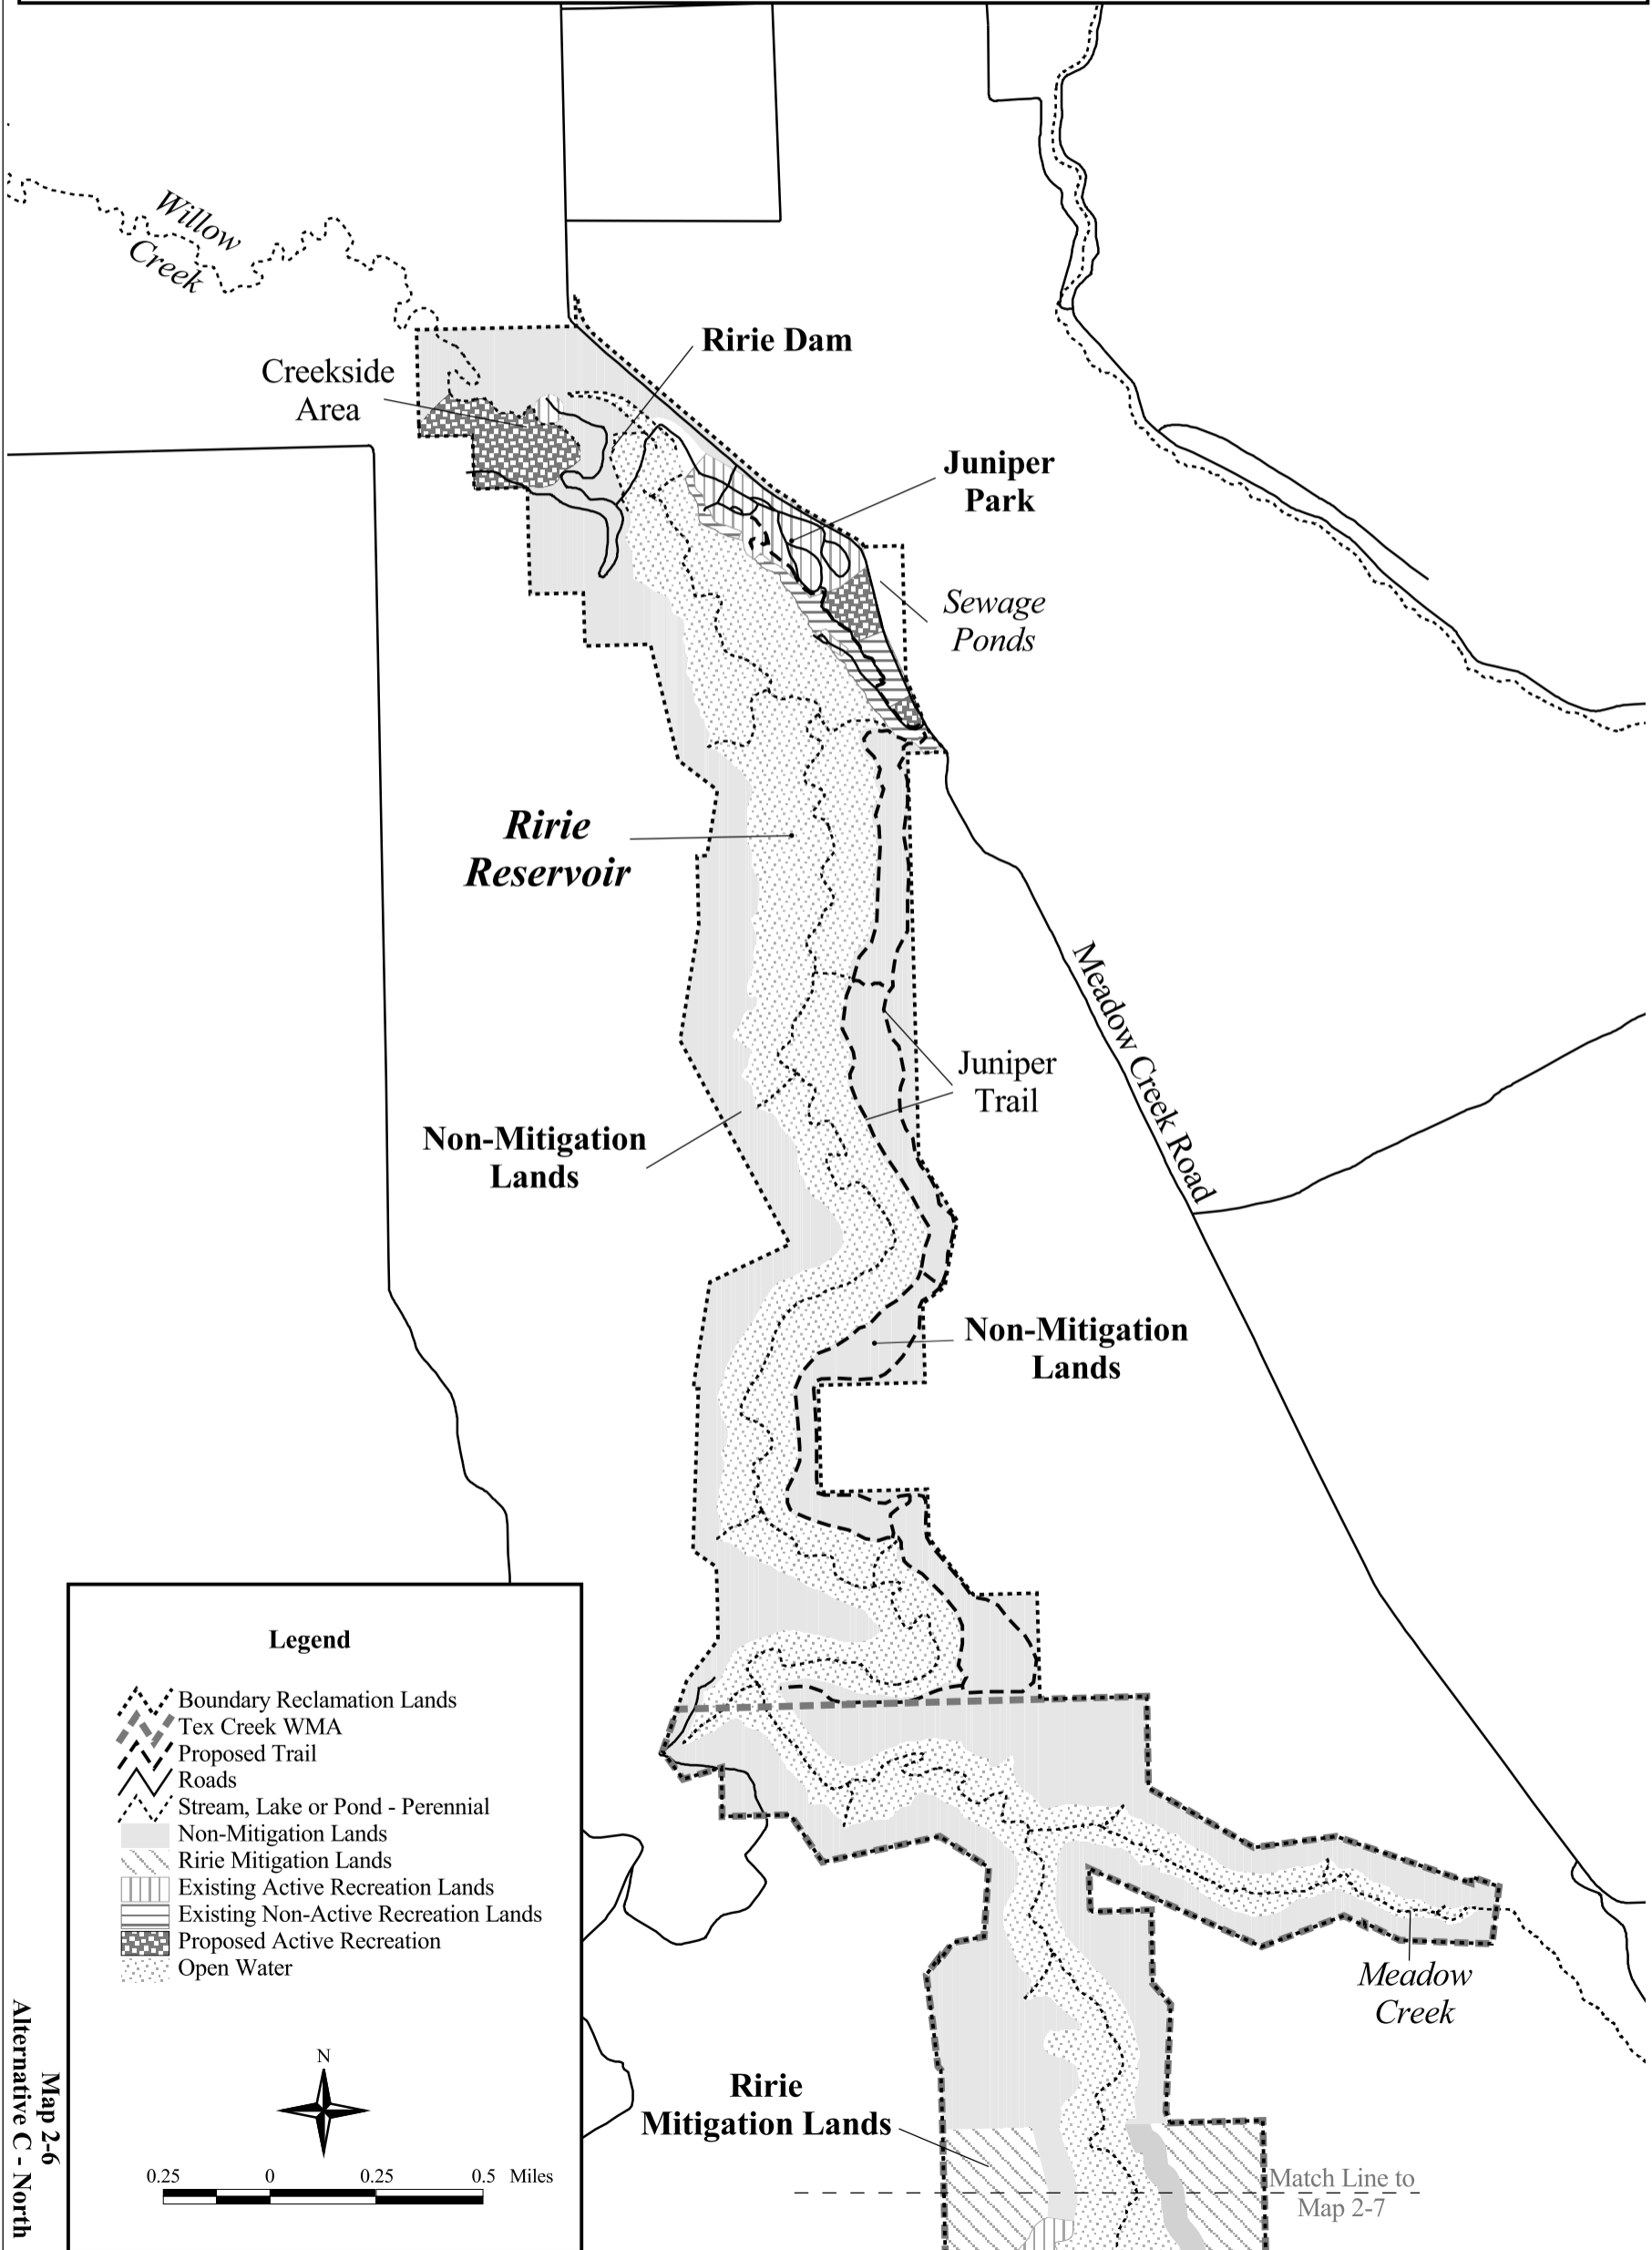 Willow
Creek
Ririe Dam
Creekside
Area
Juniper
Park
Sewage
Ponds
Ririe
Reservoir
Meadow Creek Road
Juniper
Trail
Non-Mitigation
Lands
Non-Mitigation
Lands
Legend
Boundary Reclamation Lands
Tex Creek WMA
Proposed Trail
Roads
Stream, Lake or Pond - Perennial
Non-Mitigation Lands
Ririe Mitigation Lands
Existing Active Recreation Lands
Existing Non-Active Recreation Lands
Proposed Active Recreation
Open Water
N
0.25 0 0.25 0.5 Miles
Meadow
Creek
Ririe
Mitigation Lands
Match Line to
Map 2-7
Map 2-6
Alternative C - North